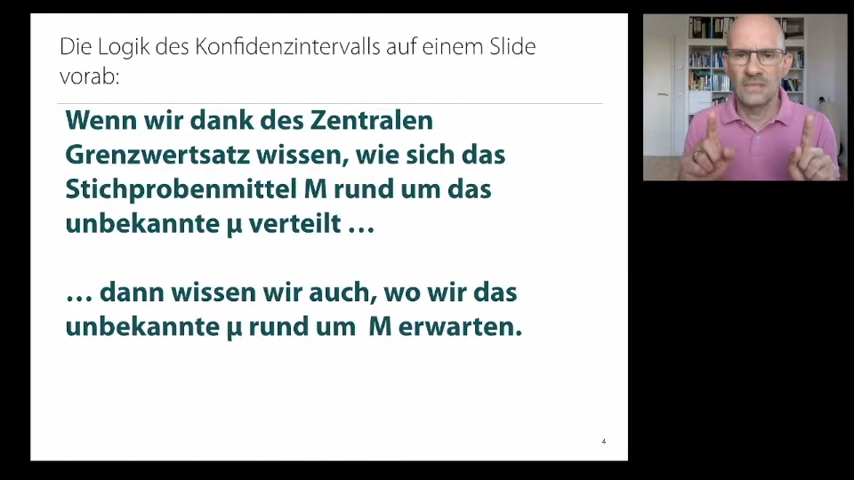 Die Logik des Konfidenzintervalls auf einem Slide
vorab:
Wenn wir dank des Zentralen
Grenzwertsatz wissen, wie sich das
Stichprobenmittel M rund um das
unbekannte µ verteilt …
… dann wissen wir auch, wo wir das
unbekannte µ rund um  M erwarten.
4